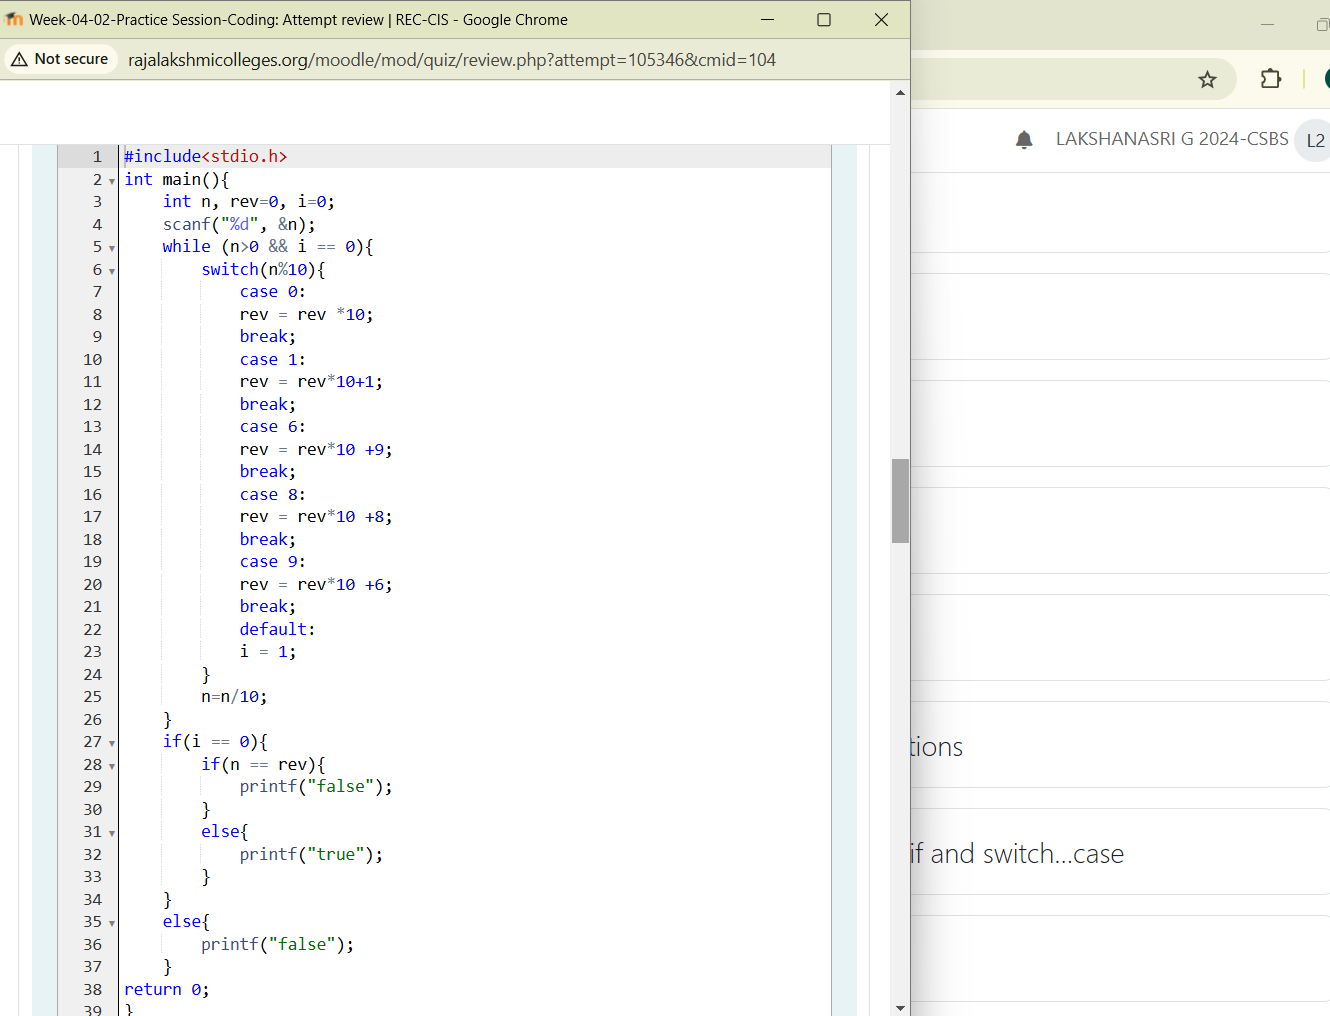 Week-04-02-Practice Session-Coding: Attempt review | REC-CIS - Google Chrome
Not secure rajalakshmicolleges.org/moodle/mod/quiz/review.php?attempt=105346&cmid=104
LAKSHANASRI G 2024-CSBS L2
1 #include<stdio.h>
2 int main(){
3 int n, rev=0, i=0;
4 scanf("%d", &n);
5 while (n>0 && i == 0){
6 switch(n%10){
7 case 0:
8 rev = rev *10;
9 break;
10 case 1:
11 rev = rev*10+1;
12 break;
13 case 6:
14 rev = rev*10 +9;
15 break;
16 case 8:
17 rev = rev*10 +8;
18 break;
19 case 9:
20 rev = rev*10 +6;
21 break;
22 default:
23 i = 1;
24 }
25 n=n/10;
26 }
27 if(i == 0){
28 if(n == rev){
29 printf("false");
30 }
31 else{
32 printf("true");
33 }
34 }
35 else{
36 printf("false");
37 }
38 return 0;
39 }
tions
if and switch...case